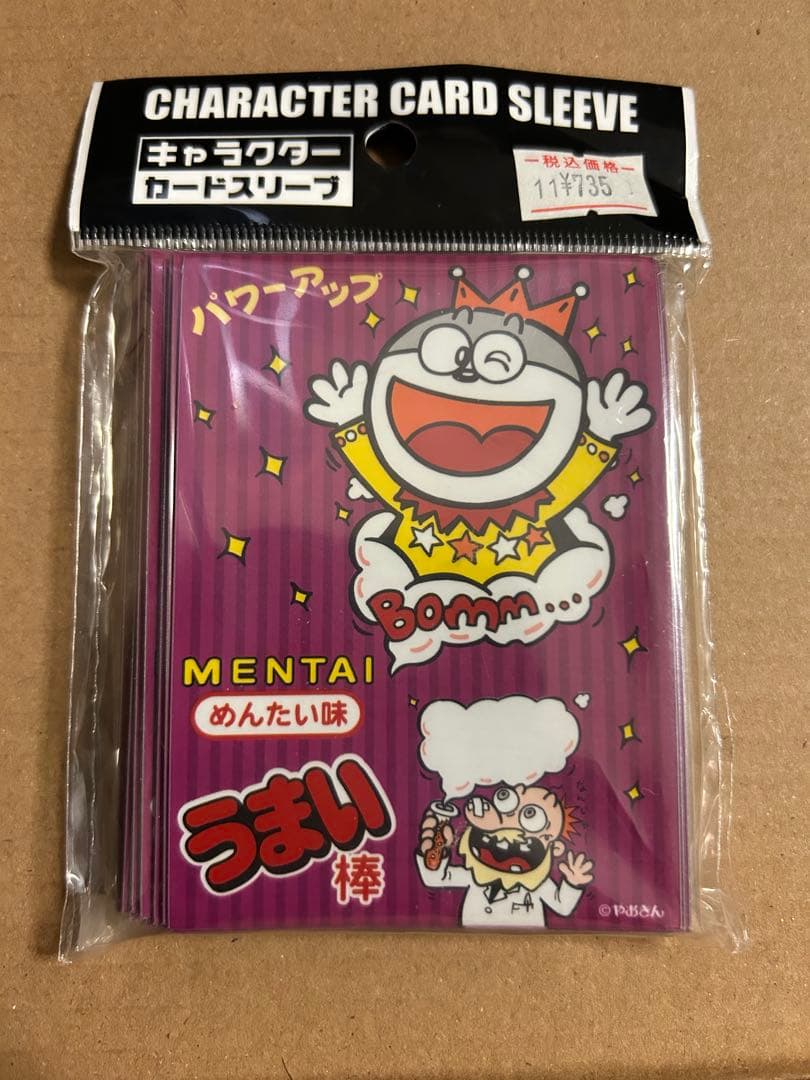 CHARACTER CARD SLEEVE
キャラクター
カードスリーブ
税込価格
11¥735
パワーアップ
BOMM...
MENTAI
めんたい味
うまい棒
©やおきん